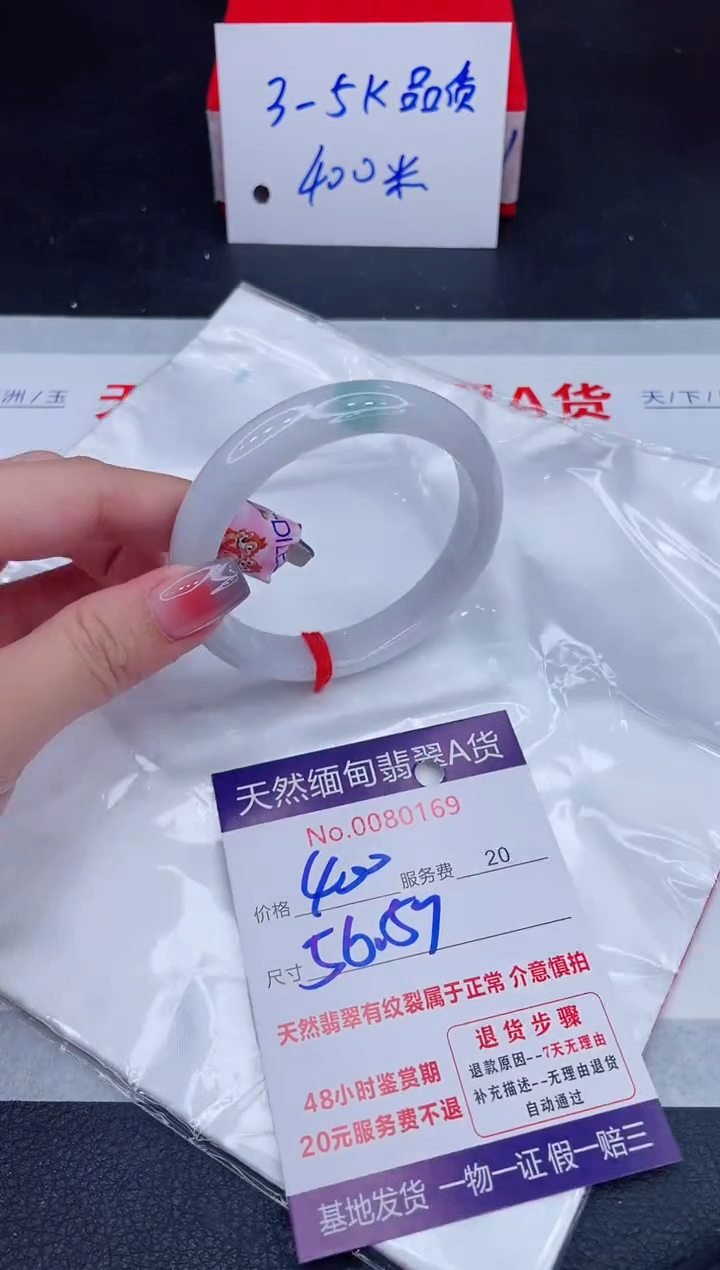 3-5K品质
400米
洲/玉
天
翠A货
天/下/
DIE
天然缅甸翡翠A货
No.0080169
价格 400 服务费 20
尺寸 56.57
天然翡翠有纹裂属于正常 介意慎拍
48小时鉴赏期
20元服务费不退
退货步骤
退款原因--7天无理由
补充描述--无理由退货
自动通过
基地发货 一物一证 假一赔三